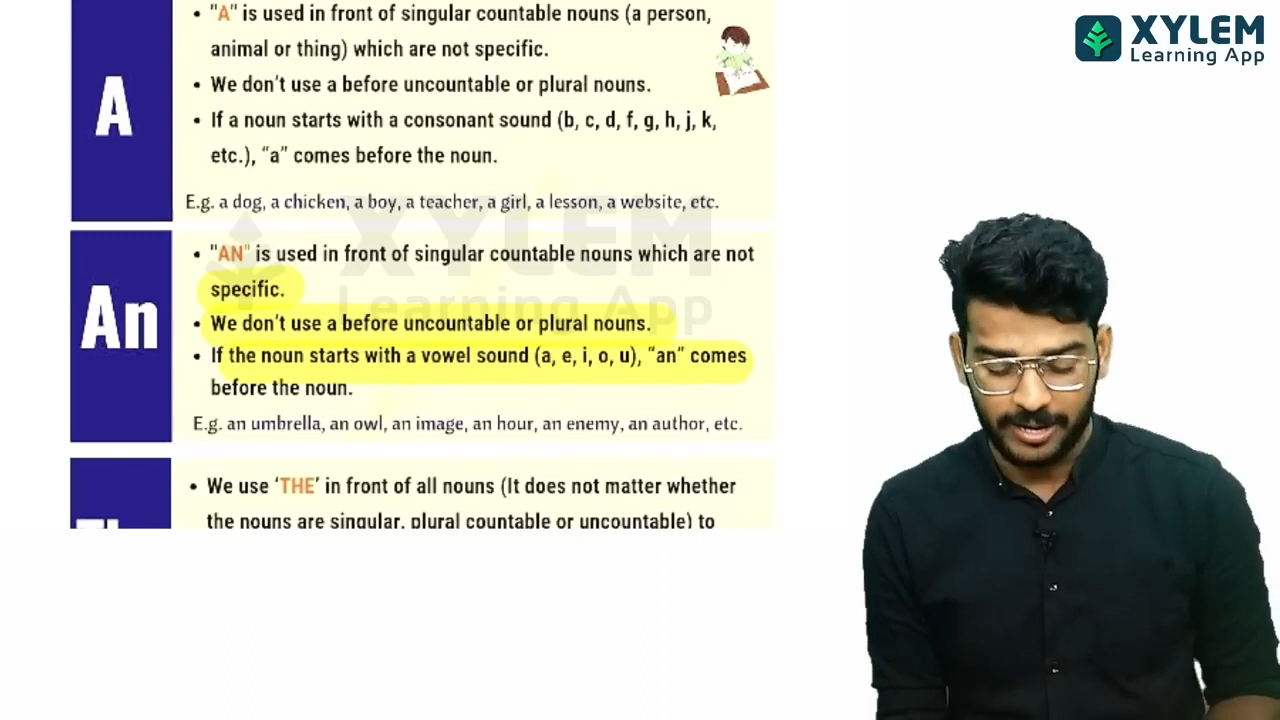 XYLEM
Learning App
A
• "A" is used in front of singular countable nouns (a person,
animal or thing) which are not specific.
• We don't use a before uncountable or plural nouns.
• If a noun starts with a consonant sound (b, c, d, f, g, h, j, k,
etc.), "a" comes before the noun.
E.g. a dog, a chicken, a boy, a teacher, a girl, a lesson, a website, etc.
XYLEM
Learning App
An
• "AN" is used in front of singular countable nouns which are not
specific.
• We don't use a before uncountable or plural nouns.
• If the noun starts with a vowel sound (a, e, i, o, u), "an" comes
before the noun.
E.g. an umbrella, an owl, an image, an hour, an enemy, an author, etc.
• We use 'THE' in front of all nouns (It does not matter whether
the nouns are singular, plural countable or uncountable) to